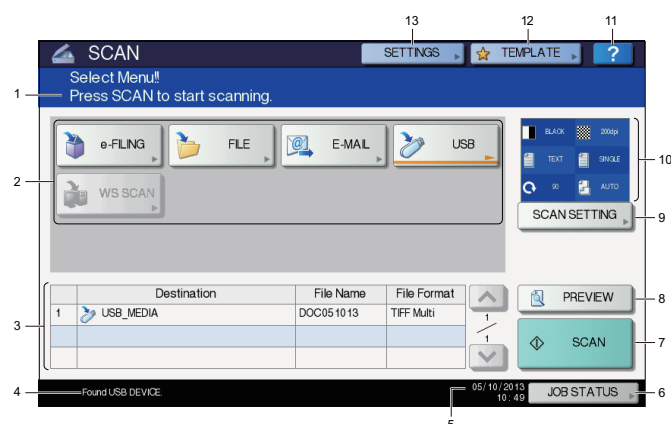 13 12 11
SCAN SETTINGS TEMPLATE ?
Select Menu!!
1 Press SCAN to start scanning.
e-FILING FILE E-MAIL USB
BLACK 200dpi
2 TEXT SINGLE 10
WS SCAN 90 AUTO
SCAN SETTING 9
Destination File Name File Format
PREVIEW 8
1 USB_MEDIA DOC051013 TIFF Multi
3 1
1
SCAN 7
4 Found USB DEVICE. 05/10/2013
10:49
JOB STATUS 6
5